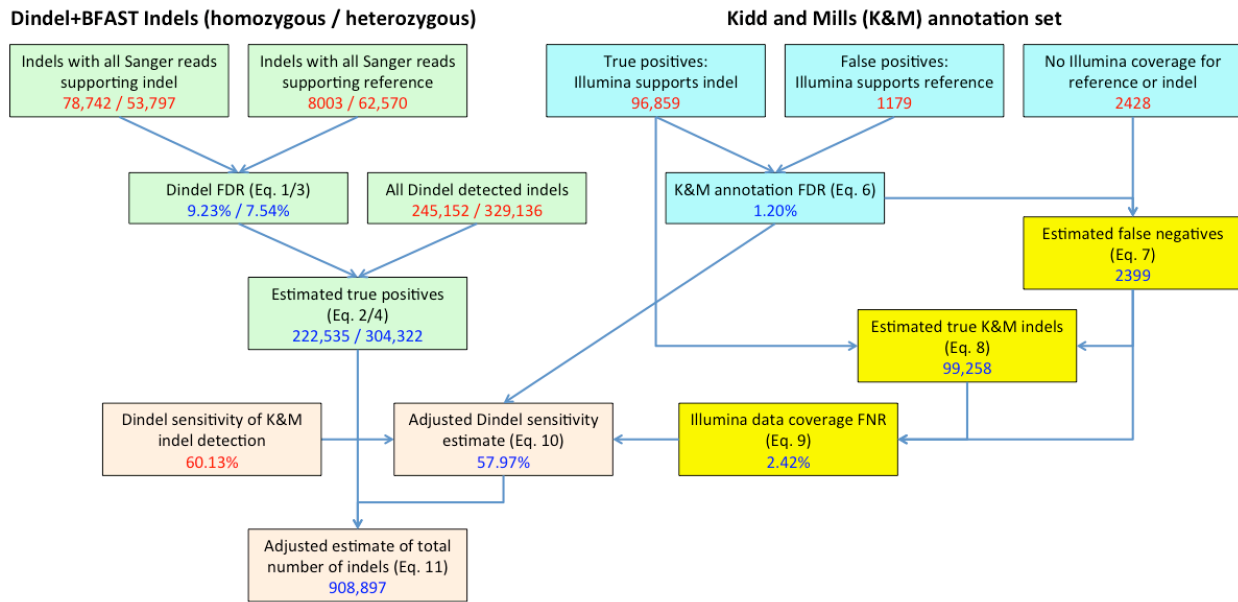 Dindel+BFAST Indels (homozygous / heterozygous)
Kidd and Mills (K&M) annotation set
Indels with all Sanger reads
supporting indel
78,742 / 53,797
Indels with all Sanger reads
supporting reference
8003 / 62,570
True positives:
Illumina supports indel
96,859
False positives:
Illumina supports reference
1179
No Illumina coverage for
reference or indel
2428
Dindel FDR (Eq. 1/3)
9.23% / 7.54%
All Dindel detected indels
245,152 / 329,136
K&M annotation FDR (Eq. 6)
1.20%
Estimated false negatives
(Eq. 7)
2399
Estimated true positives
(Eq. 2/4)
222,535 / 304,322
Estimated true K&M indels
(Eq. 8)
99,258
Dindel sensitivity of K&M
indel detection
60.13%
Adjusted Dindel sensitivity
estimate (Eq. 10)
57.97%
Illumina data coverage FNR
(Eq. 9)
2.42%
Adjusted estimate of total
number of indels (Eq. 11)
908,897